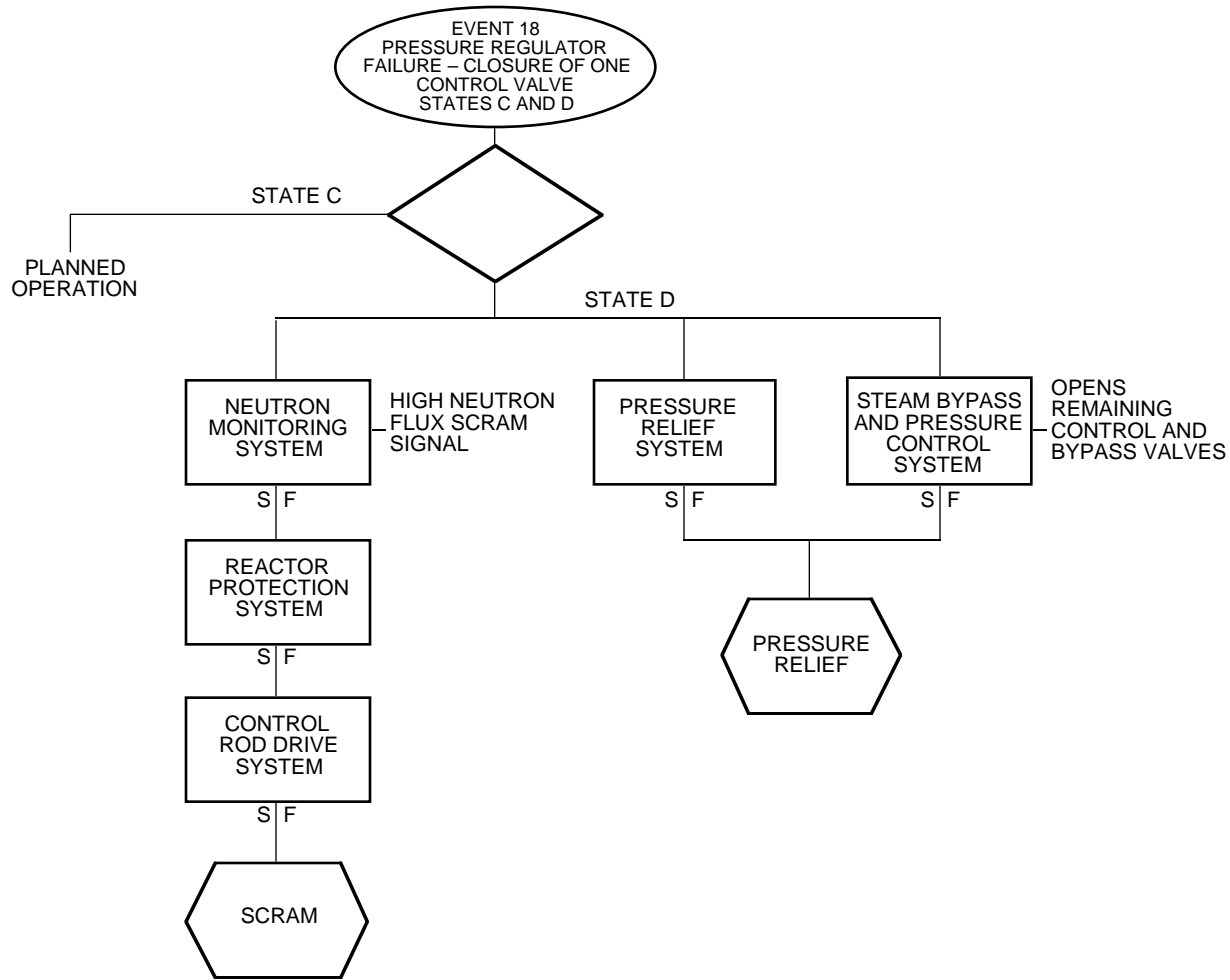 EVENT 18
PRESSURE REGULATOR
FAILURE – CLOSURE OF ONE
CONTROL VALVE
STATES C AND D
STATE C
PLANNED
OPERATION
STATE D
NEUTRON
MONITORING
SYSTEM
HIGH NEUTRON
FLUX SCRAM
SIGNAL
PRESSURE
RELIEF
SYSTEM
STEAM BYPASS
AND PRESSURE
CONTROL
SYSTEM
OPENS
REMAINING
CONTROL AND
BYPASS VALVES
S F
S F
S F
REACTOR
PROTECTION
SYSTEM
S F
PRESSURE
RELIEF
CONTROL
ROD DRIVE
SYSTEM
S F
SCRAM